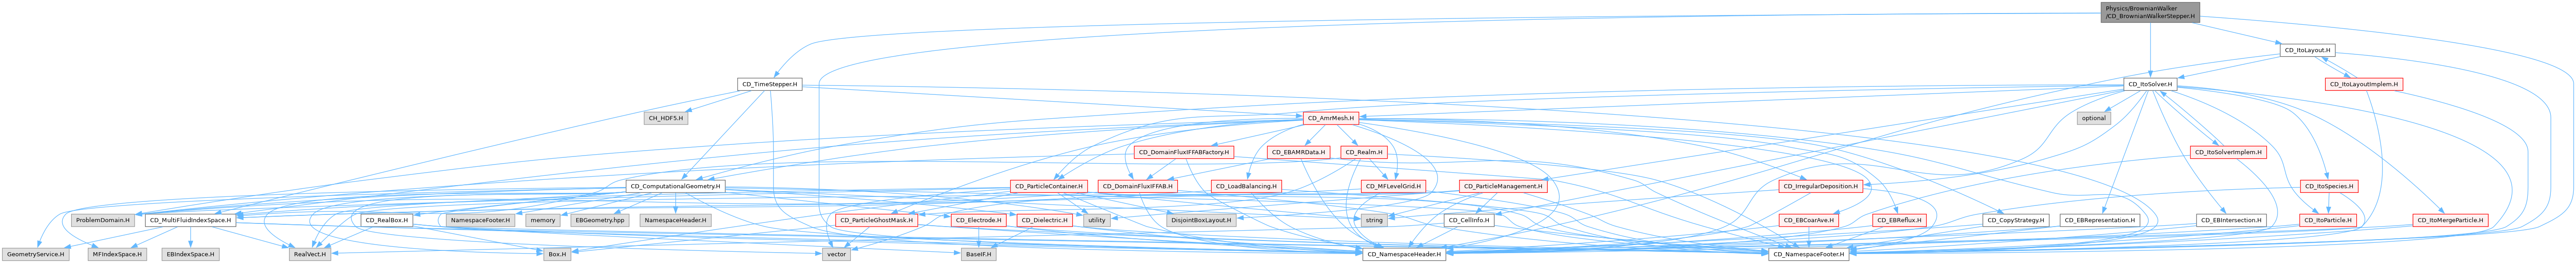 Physics/BrownianWalker
/CD_BrownianWalkerStepper.H
CD_ItoLayout.H
CD_TimeStepper.H
CD_ItoSolver.H
CD_ItoLayoutImplem.H
CH_HDF5.H
CD_AmrMesh.H
optional
CD_DomainFluxIFFABFactory.H
CD_EBAMRData.H
CD_Realm.H
CD_ItoSolverImplem.H
CD_ComputationalGeometry.H
CD_ParticleContainer.H
CD_DomainFluxIFFAB.H
CD_LoadBalancing.H
CD_MFLevelGrid.H
CD_ParticleManagement.H
CD_IrregularDeposition.H
CD_ItoSpecies.H
ProblemDomain.H
CD_MultiFluidIndexSpace.H
CD_RealBox.H
NamespaceFooter.H
memory
EBGeometry.hpp
NamespaceHeader.H
CD_ParticleGhostMask.H
CD_Electrode.H
CD_Dielectric.H
utility
DisjointBoxLayout.H
string
CD_CellInfo.H
CD_EBCoarAve.H
CD_EBReflux.H
CD_CopyStrategy.H
CD_EBRepresentation.H
CD_EBIntersection.H
CD_ItoParticle.H
CD_ItoMergeParticle.H
GeometryService.H
MFIndexSpace.H
EBIndexSpace.H
RealVect.H
Box.H
vector
BaseIF.H
CD_NamespaceHeader.H
CD_NamespaceFooter.H